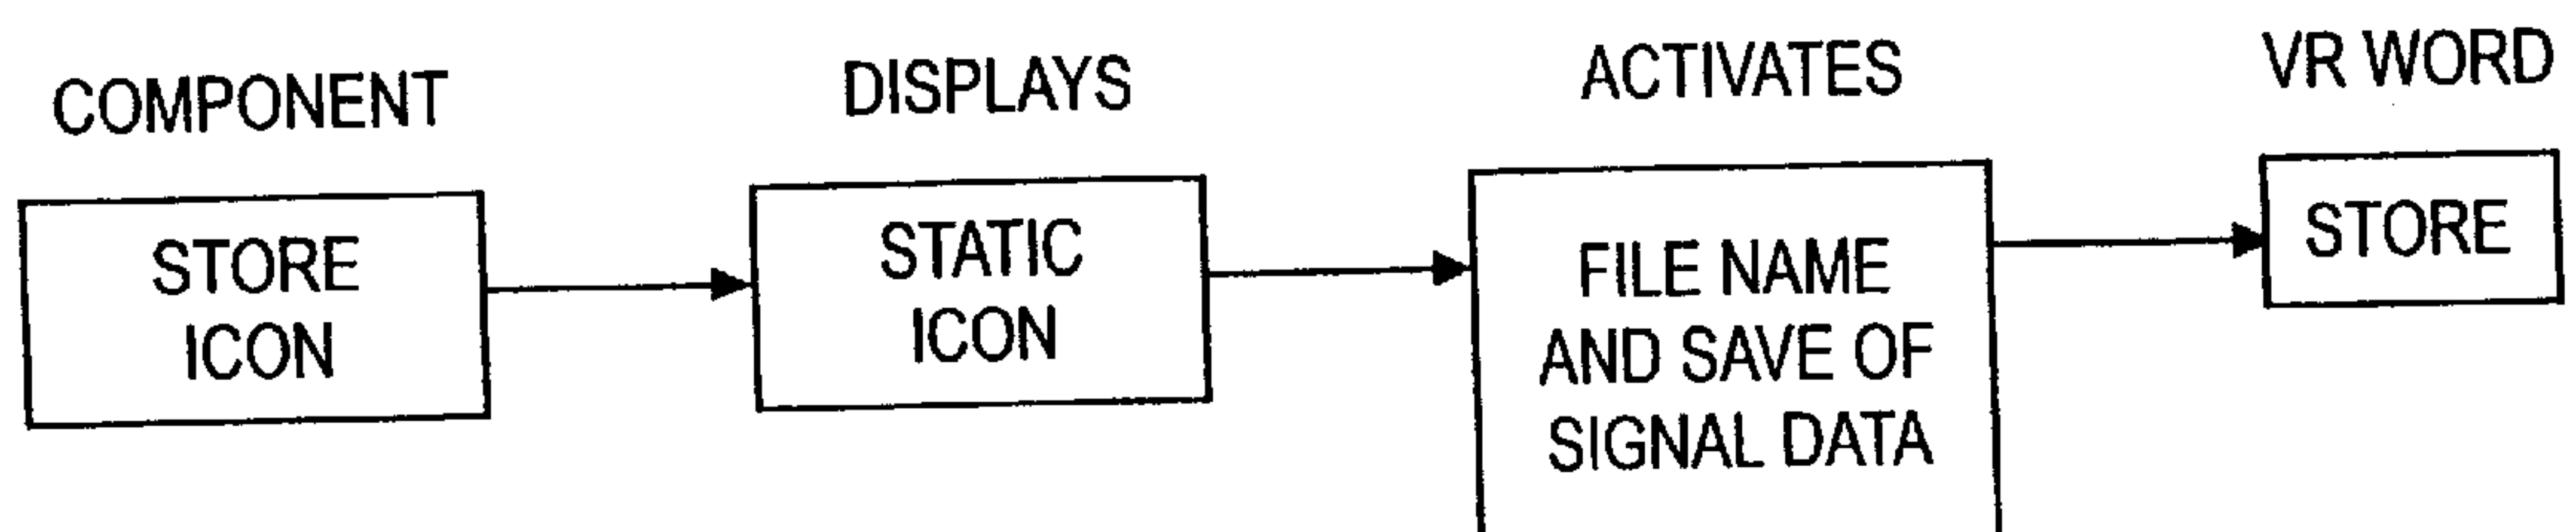 COMPONENT
DISPLAYS
ACTIVATES
VR WORD
STORE
ICON
STATIC
ICON
FILE NAME
AND SAVE OF
SIGNAL DATA
STORE